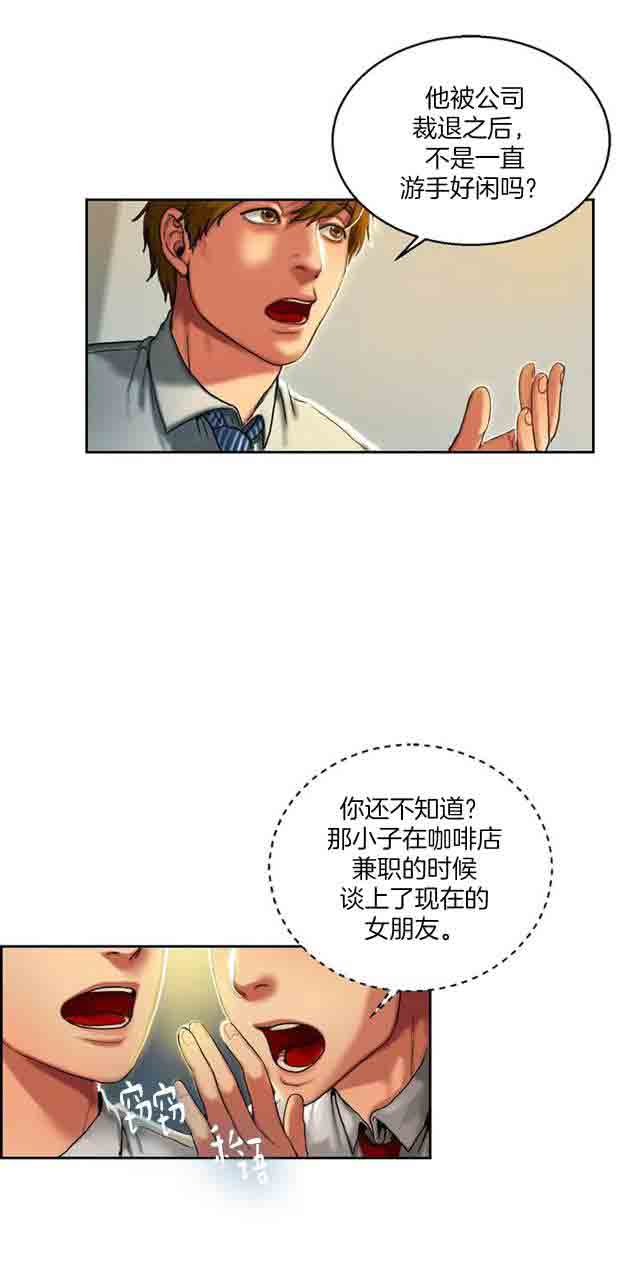 他被公司
裁退之后，
不是一直
游手好闲吗？
你还不知道？
那小子在咖啡店
兼职的时候
谈上了现在的
女朋友。
窃窃
私语